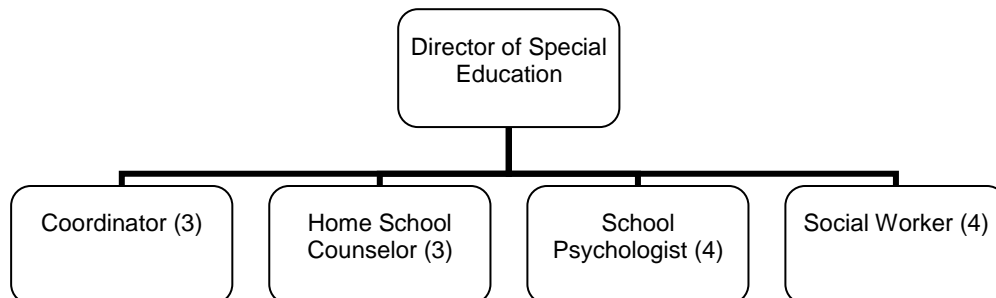 Director of Special
Education
Coordinator (3)
Home School
Counselor (3)
School
Psychologist (4)
Social Worker (4)